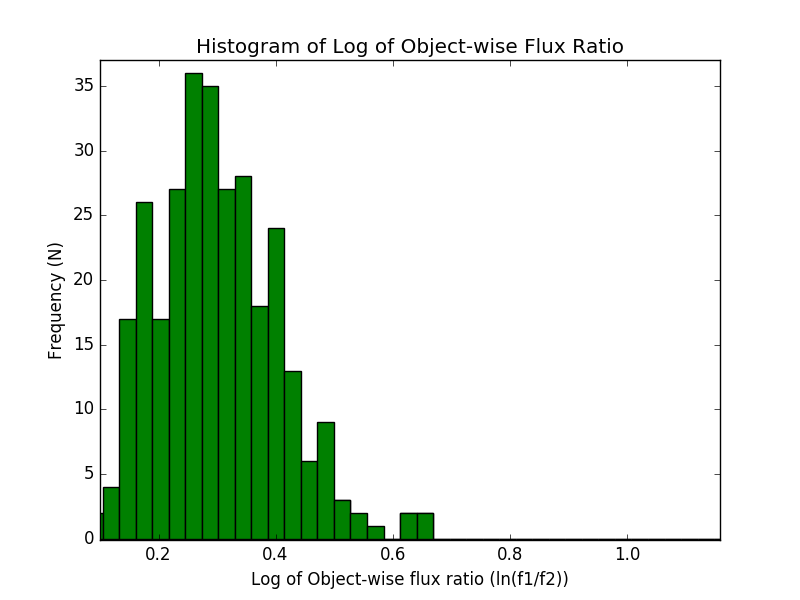 Histogram of Log of Object-wise Flux Ratio
35
30
25
20
15
10
5
0
Frequency (N)
0.2 0.4 0.6 0.8 1.0
Log of Object-wise flux ratio (ln(f1/f2))